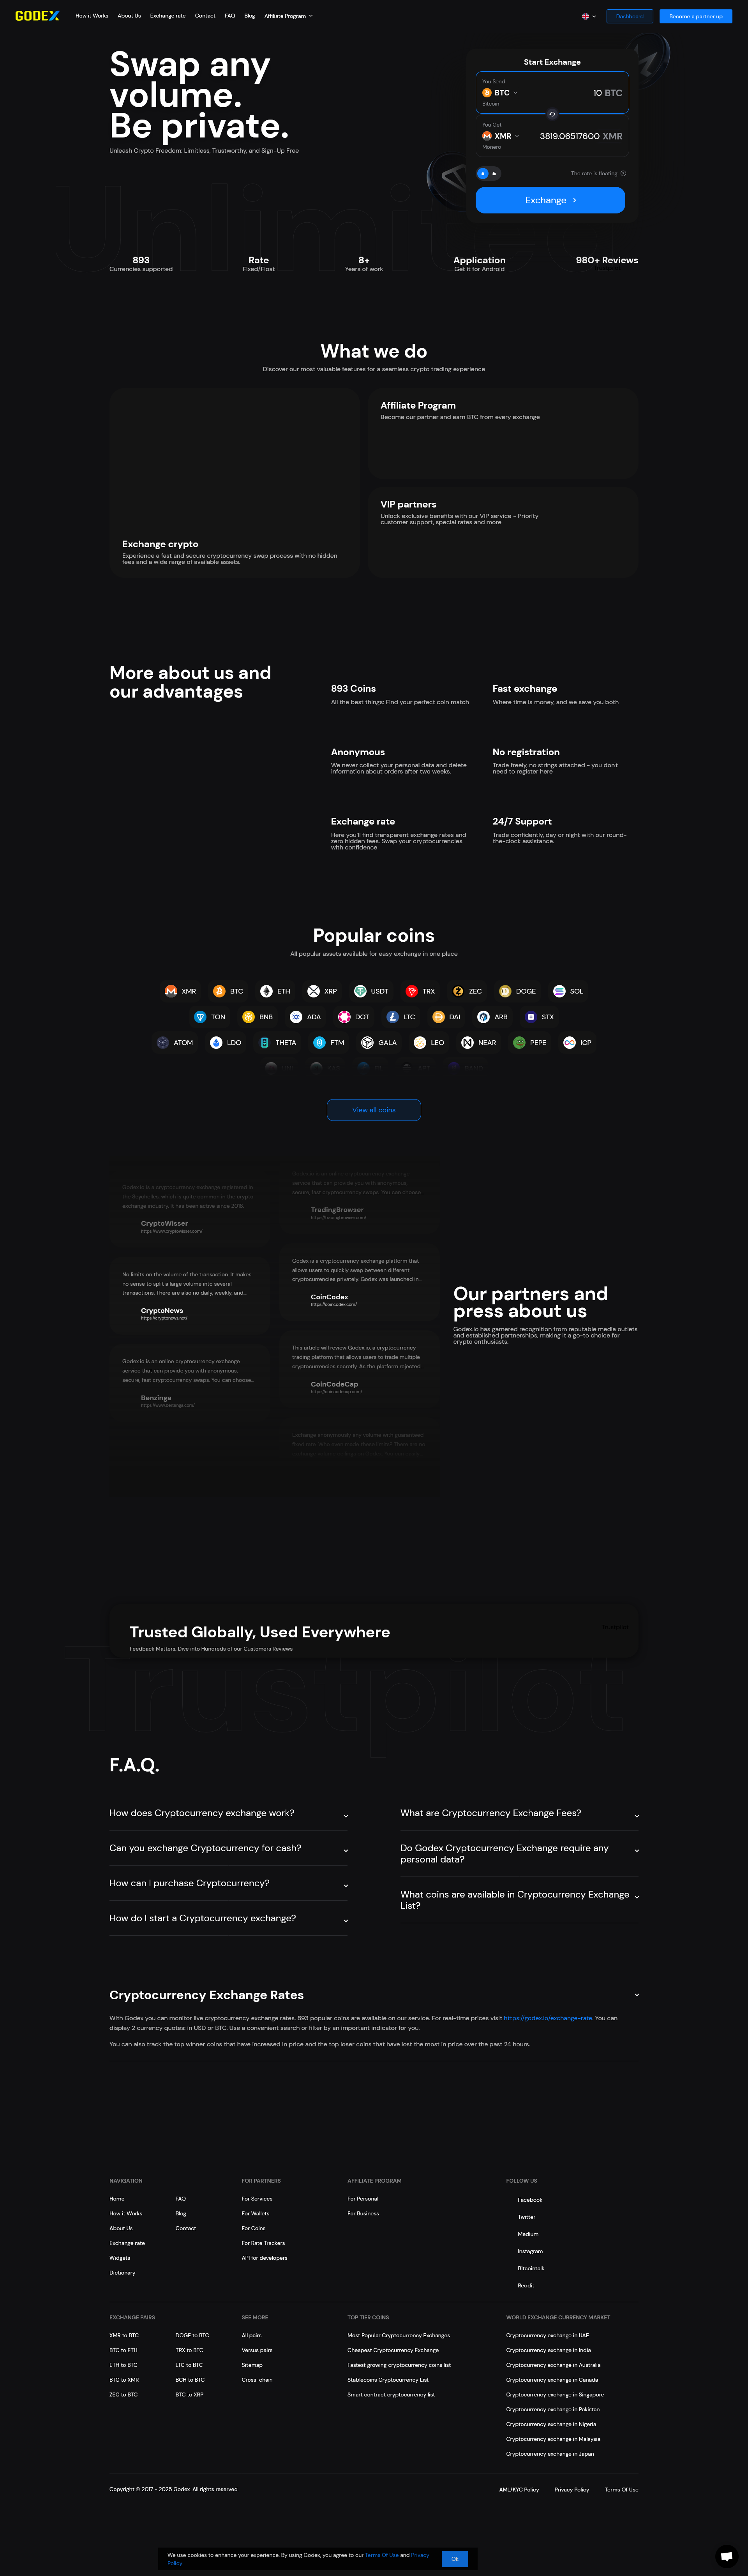 GODEX
How it Works
About Us
Exchange rate
Contact
FAQ
Blog
Affiliate Program
Dashboard
Become a partner up
Swap any
volume.
Be private.
Unleash Crypto Freedom: Limitless, Trustworthy, and Sign-Up Free
Unlimited
Start Exchange
You Send
BTC
10 BTC
Bitcoin
You Get
XMR
3819.06517600 XMR
Monero
The rate is floating
Exchange
893
Currencies supported
Rate
Fixed/Float
8+
Years of work
Application
Get it for Android
980+ Reviews
What we do
Discover our most valuable features for a seamless crypto trading experience
Exchange crypto
Experience a fast and secure cryptocurrency swap process with no hidden
fees and a wide range of available assets.
Affiliate Program
Become our partner and earn BTC from every exchange
VIP partners
Unlock exclusive benefits with our VIP service - Priority
customer support, special rates and more
More about us and
our advantages
893 Coins
All the best things: Find your perfect coin match
Fast exchange
Where time is money, and we save you both
Anonymous
We never collect your personal data and delete
information about orders after two weeks.
No registration
Trade freely, no strings attached - you don't
need to register here
Exchange rate
Here you'll find transparent exchange rates and
zero hidden fees. Swap your cryptocurrencies
with confidence
24/7 Support
Trade confidently, day or night with our round-
the-clock assistance.
Popular coins
All popular assets available for easy exchange in one place
XMR
BTC
ETH
XRP
USDT
TRX
ZEC
DOGE
SOL
TON
BNB
ADA
DOT
LTC
DAI
ARB
STX
ATOM
LDO
THETA
FTM
GALA
LEO
NEAR
PEPE
ICP
View all coins
Godex.io is a cryptocurrency exchange registered in
the Seychelles, which is quite common in the crypto
exchange industry. It has been active since 2018.
CryptoWisser
https://www.cryptowisser.com/
No limits on the volume of the transaction. It makes
no sense to split a large volume into several
transactions. There are also no daily, weekly, and...
CryptoNews
https://cryptonews.net/
Godex.io is an online cryptocurrency exchange
service that can provide you with anonymous,
secure, fast cryptocurrency swaps. You can choose...
Benzinga
https://www.benzinga.com/
Godex.io is an online cryptocurrency exchange
service that can provide you with anonymous,
secure, fast cryptocurrency swaps. You can choose...
TradingBrowser
https://tradingbrowser.com/
Godex is a cryptocurrency exchange platform that
allows users to quickly swap between different
cryptocurrencies privately. Godex was launched in...
CoinCodex
https://coincodex.com/
This article will review Godex.io, a cryptocurrency
trading platform that allows users to trade multiple
cryptocurrencies secretly. As the platform rejected...
CoinCodeCap
https://coincodecap.com/
Exchange anonymously any volume with guaranteed
Our partners and
press about us
Godex.io has garnered recognition from reputable media outlets
and established partnerships, making it a go-to choice for
crypto enthusiasts.
Trusted Globally, Used Everywhere
Feedback Matters: Dive into Hundreds of our Customers Reviews
Trustpilot
F.A.Q.
How does Cryptocurrency exchange work?
Can you exchange Cryptocurrency for cash?
How can I purchase Cryptocurrency?
How do I start a Cryptocurrency exchange?
What are Cryptocurrency Exchange Fees?
Do Godex Cryptocurrency Exchange require any
personal data?
What coins are available in Cryptocurrency Exchange
List?
Cryptocurrency Exchange Rates
With Godex you can monitor live cryptocurrency exchange rates. 893 popular coins are available on our service. For real-time prices visit https://godex.io/exchange-rate. You can
display 2 currency quotes: in USD or BTC. Use a convenient search or filter by an important indicator for you.
You can also track the top winner coins that have increased in price and the top loser coins that have lost the most in price over the past 24 hours.
NAVIGATION
Home
How it Works
About Us
Exchange rate
Widgets
Dictionary
FAQ
Blog
Contact
FOR PARTNERS
For Services
For Wallets
For Coins
For Rate Trackers
API for developers
AFFILIATE PROGRAM
For Personal
For Business
FOLLOW US
Facebook
Twitter
Medium
Instagram
Bitcointalk
Reddit
EXCHANGE PAIRS
XMR to BTC
BTC to ETH
ETH to BTC
BTC to XMR
ZEC to BTC
DOGE to BTC
TRX to BTC
LTC to BTC
BCH to BTC
BTC to XRP
SEE MORE
All pairs
Versus pairs
Sitemap
Cross-chain
TOP TIER COINS
Most Popular Cryptocurrency Exchanges
Cheapest Cryptocurrency Exchange
Fastest growing cryptocurrency coins list
Stablecoins Cryptocurrency List
Smart contract cryptocurrency list
WORLD EXCHANGE CURRENCY MARKET
Cryptocurrency exchange in UAE
Cryptocurrency exchange in India
Cryptocurrency exchange in Australia
Cryptocurrency exchange in Canada
Cryptocurrency exchange in Singapore
Cryptocurrency exchange in Pakistan
Cryptocurrency exchange in Nigeria
Cryptocurrency exchange in Malaysia
Cryptocurrency exchange in Japan
Copyright © 2017 - 2025 Godex. All rights reserved.
AML/KYC Policy
Privacy Policy
Terms Of Use
We use cookies to enhance your experience. By using Godex, you agree to our Terms Of Use and Privacy
Policy
Ok